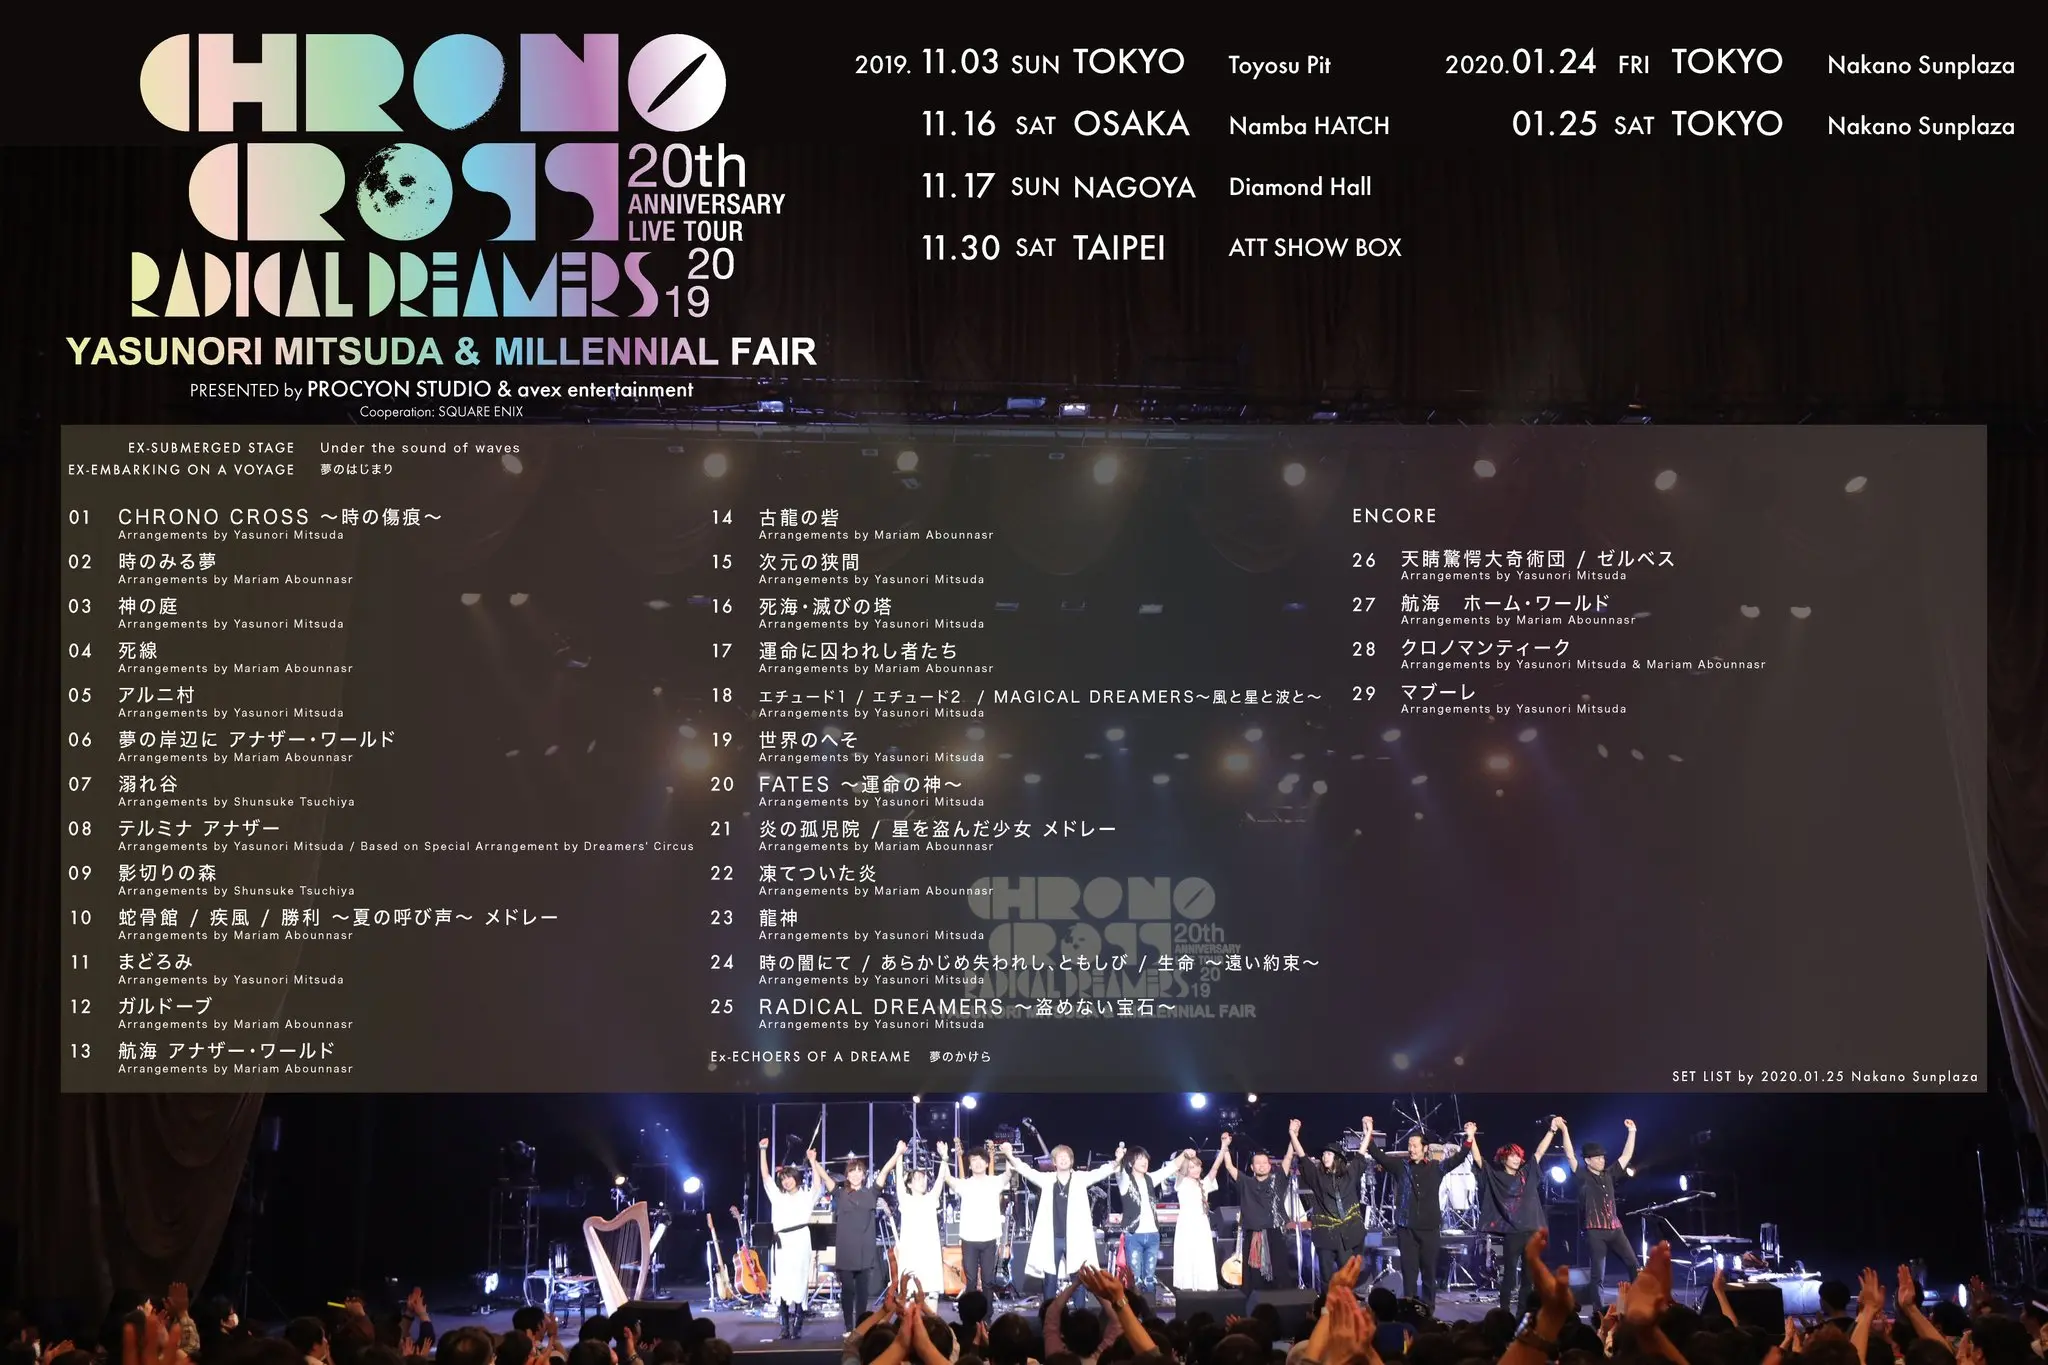 CHRONO
CROSS
20th
ANNIVERSARY
LIVE TOUR
RADICAL DREAMERS
20
19
YASUNORI MITSUDA & MILLENNIAL FAIR
PRESENTED by PROCYON STUDIO & avex entertainment
Cooperation: SQUARE ENIX
2019. 11.03 SUN TOKYO Toyosu Pit
11.16 SAT OSAKA Namba HATCH
11.17 SUN NAGOYA Diamond Hall
11.30 SAT TAIPEI ATT SHOW BOX
2020.01.24 FRI TOKYO Nakano Sunplaza
01.25 SAT TOKYO Nakano Sunplaza
EX-SUBMERGED STAGE Under the sound of waves
EX-EMBARKING ON A VOYAGE 夢のはじまり
01 CHRONO CROSS ～時の傷痕～
Arrangements by Yasunori Mitsuda
02 時のみる夢
Arrangements by Mariam Abounnasr
03 神の庭
Arrangements by Yasunori Mitsuda
04 死線
Arrangements by Mariam Abounnasr
05 アルニ村
Arrangements by Yasunori Mitsuda
06 夢の岸辺に アナザー・ワールド
Arrangements by Mariam Abounnasr
07 溺れ谷
Arrangements by Shunsuke Tsuchiya
08 テルミナ アナザー
Arrangements by Yasunori Mitsuda / Based on Special Arrangement by Dreamers' Circus
09 影切りの森
Arrangements by Shunsuke Tsuchiya
10 蛇骨館 / 疾風 / 勝利 ～夏の呼び声～ メドレー
Arrangements by Mariam Abounnasr
11 まどろみ
Arrangements by Yasunori Mitsuda
12 ガルドーブ
Arrangements by Mariam Abounnasr
13 航海 アナザー・ワールド
Arrangements by Mariam Abounnasr
14 古龍の砦
Arrangements by Mariam Abounnasr
15 次元の狭間
Arrangements by Yasunori Mitsuda
16 死海・滅びの塔
Arrangements by Yasunori Mitsuda
17 運命に囚われし者たち
Arrangements by Mariam Abounnasr
18 エチュード1 / エチュード2 / MAGICAL DREAMERS～風と星と波と～
Arrangements by Yasunori Mitsuda
19 世界のへそ
Arrangements by Yasunori Mitsuda
20 FATES ～運命の神～
Arrangements by Yasunori Mitsuda
21 炎の孤児院 / 星を盗んだ少女 メドレー
Arrangements by Mariam Abounnasr
22 凍てついた炎
Arrangements by Mariam Abounnasr
23 龍神
Arrangements by Yasunori Mitsuda
24 時の闇にて / あらかじめ失われし、ともしび / 生命 ～遠い約束～
Arrangements by Yasunori Mitsuda
25 RADICAL DREAMERS ～盗めない宝石～
Arrangements by Yasunori Mitsuda
Ex-ECHOERS OF A DREAME 夢のかけら
ENCORE
26 天晴驚愕大奇術団 / ゼルベス
Arrangements by Yasunori Mitsuda
27 航海 ホーム・ワールド
Arrangements by Mariam Abounnasr
28 クロノマンティーク
Arrangements by Yasunori Mitsuda & Mariam Abounnasr
29 マブーレ
Arrangements by Yasunori Mitsuda
CHRONO
CROSS
20th
ANNIVERSARY
LIVE TOUR
RADICAL DREAMERS
20
19
YASUNORI MITSUDA & MILLENNIAL FAIR
SET LIST by 2020.01.25 Nakano Sunplaza